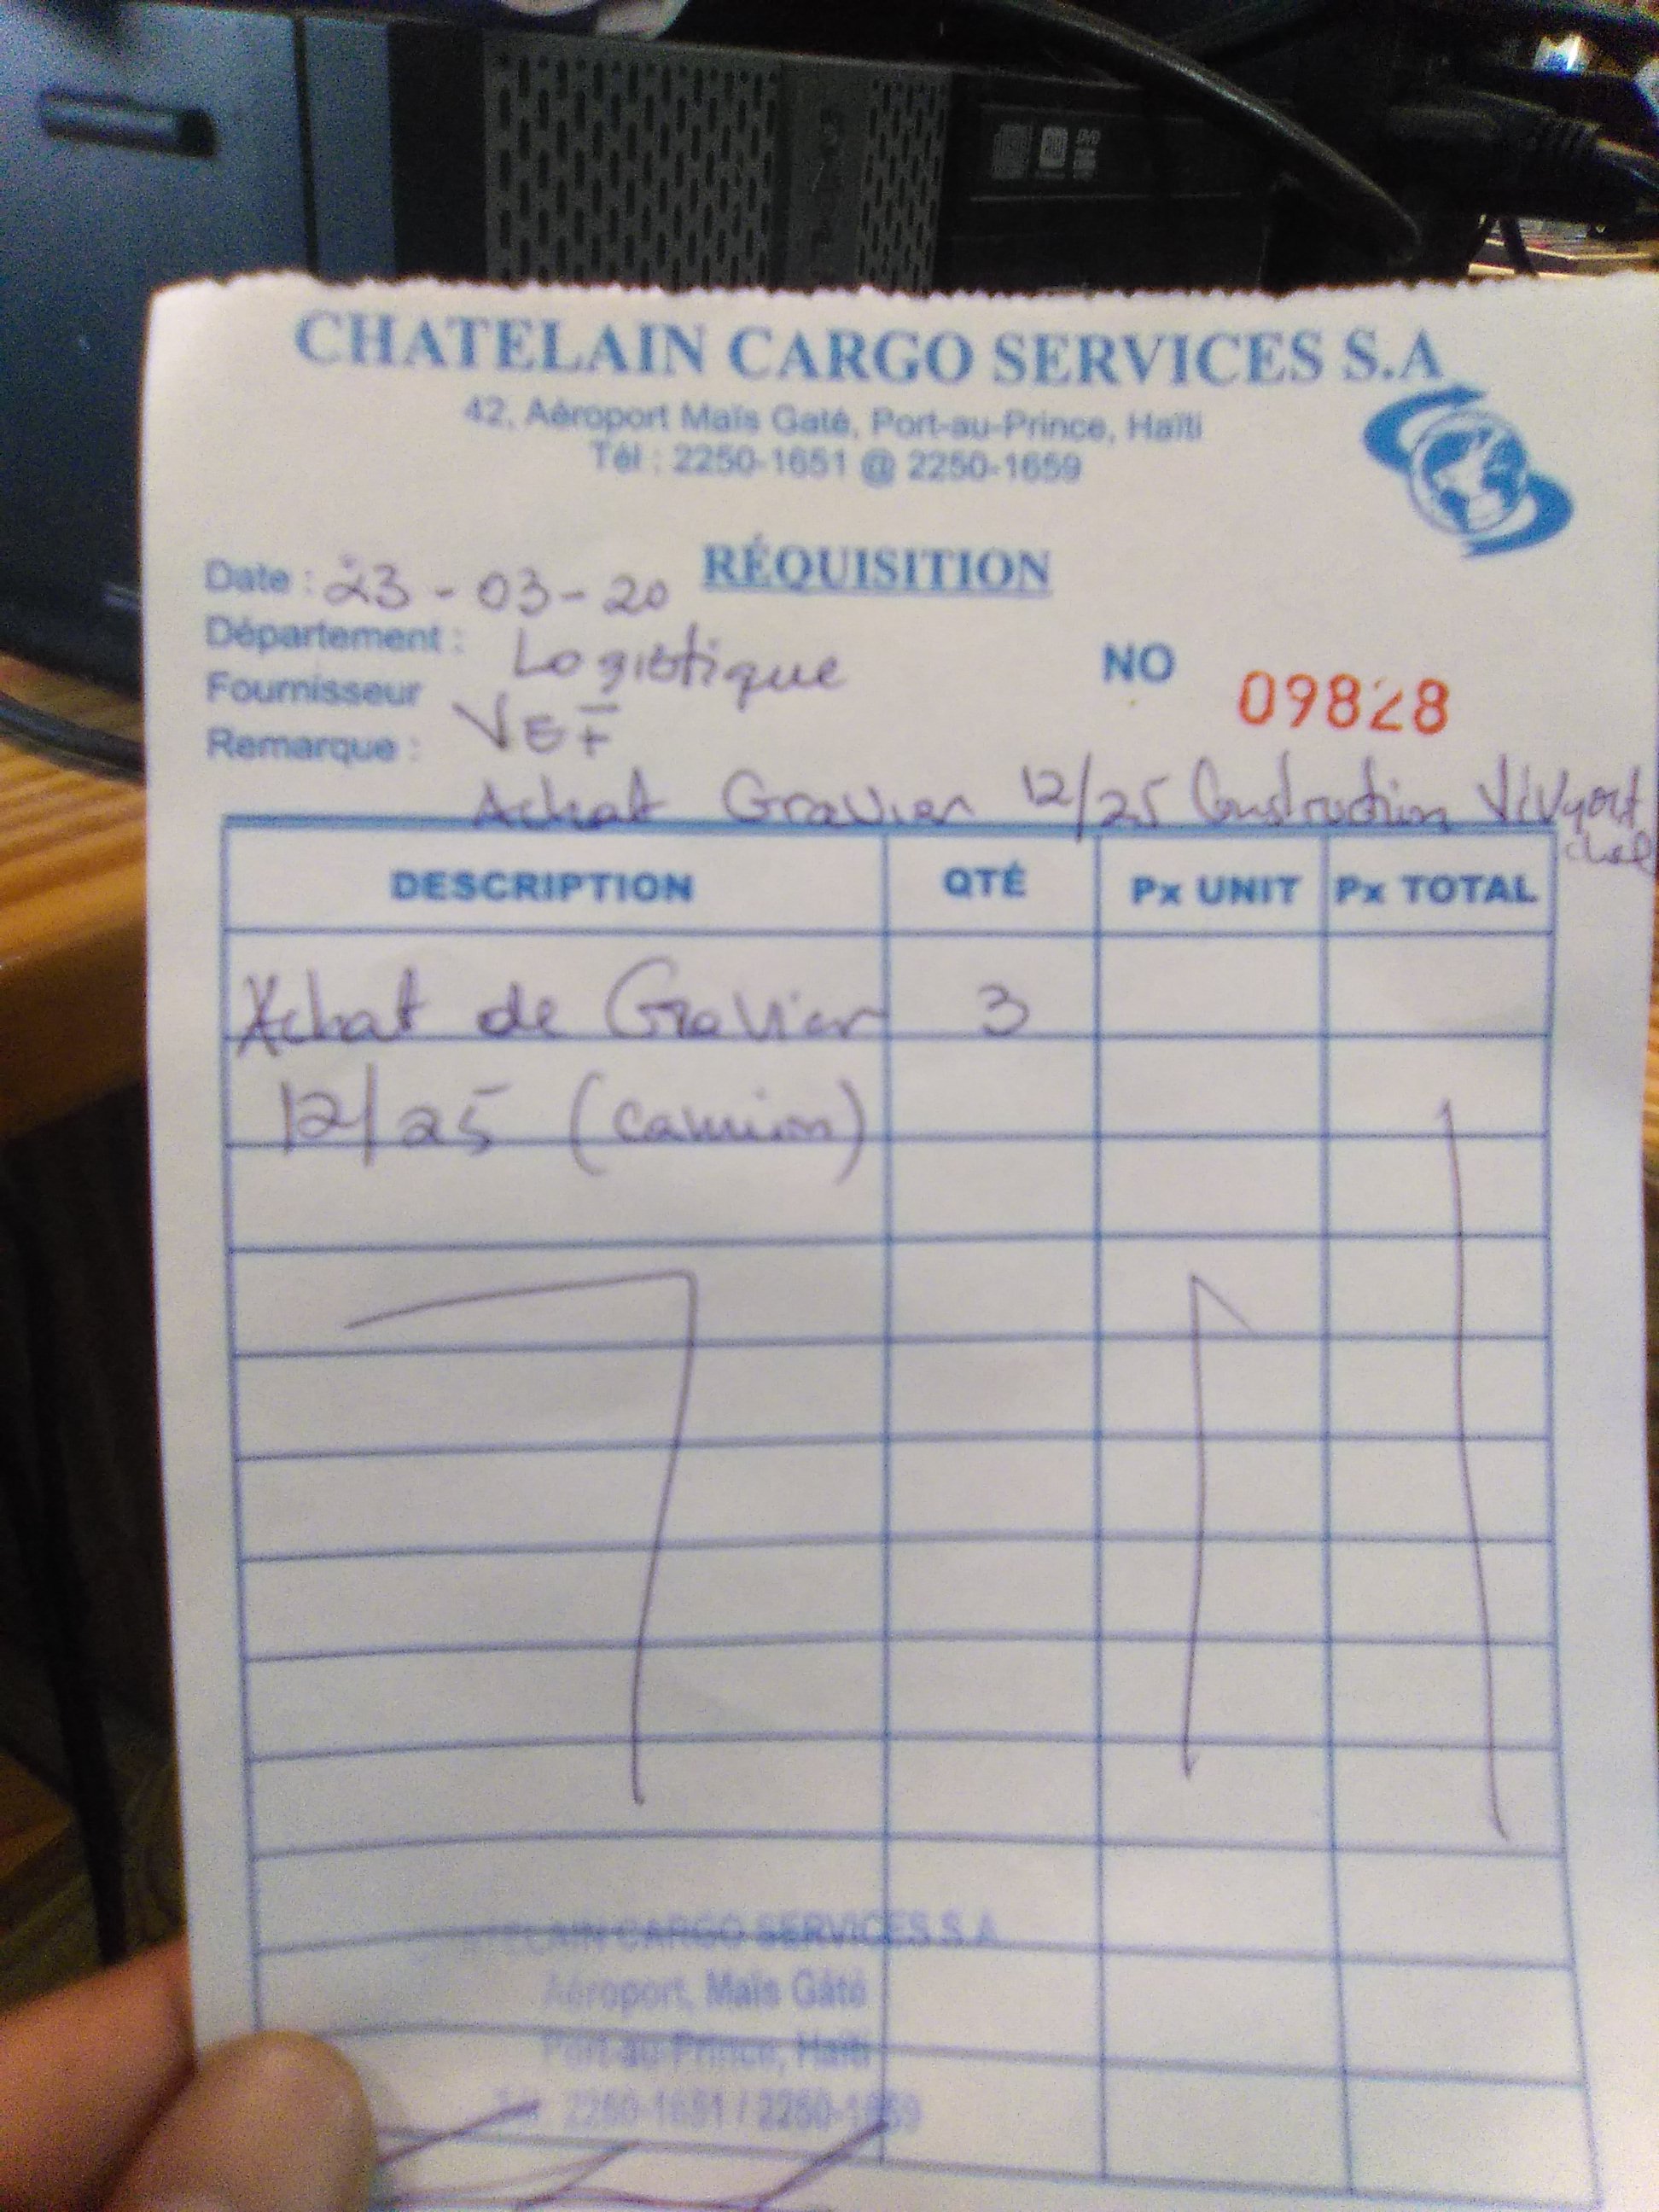 CHATELAIN CARGO SERVICES S.A
42, Aéroport Maïs Gaté, Port-au-Prince, Haïti
Tél : 2250-1651 @ 2250-1659
RÉQUISITION
Date : 23-03-20
Département : Logistique
NO 09828
Fournisseur VEF
Remarque :
Achat Gravier 12/25 Construction
DESCRIPTION QTÉ Px UNIT Px TOTAL
Achat de Gravier 3
12/25 (camion)
CARGO SERVICES S.A
Aéroport, Maïs Gâté
Port-au-Prince, Haïti
2250-1651 / 2250-1659